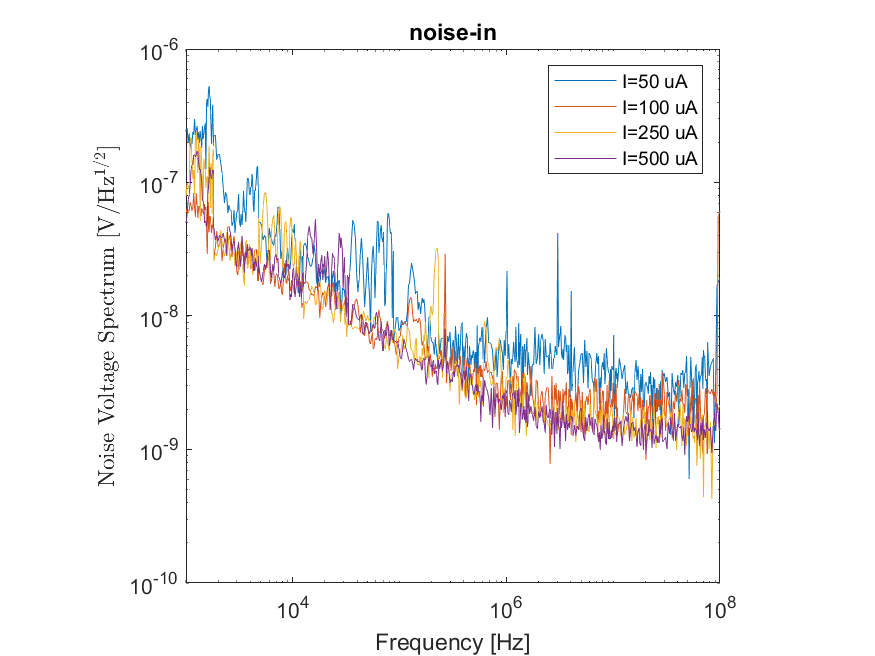 noise-in
10^-6
10^-7
10^-8
10^-9
10^-10
Noise Voltage Spectrum [V/Hz^1/2]
I=50 uA
I=100 uA
I=250 uA
I=500 uA
10^4
10^6
10^8
Frequency [Hz]